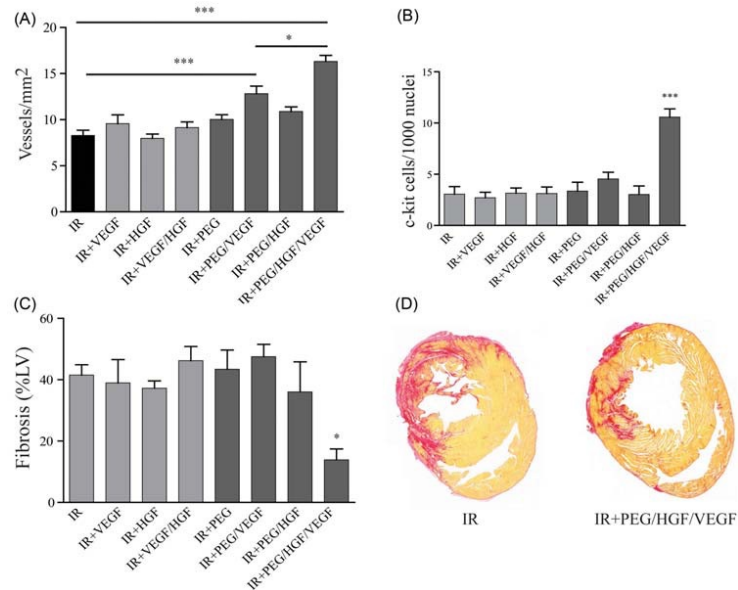 (A)
***
***
*
Vessels/mm2
20
15
10
5
0
IR
IR+VEGF
IR+HGF
IR+VEGF/HGF
IR+PEG
IR+PEG/VEGF
IR+PEG/HGF
IR+PEG/HGF/VEGF
(B)
c-kit cells/1000 nuclei
15
10
5
0
***
IR
IR+VEGF
IR+HGF
IR+VEGF/HGF
IR+PEG
IR+PEG/VEGF
IR+PEG/HGF
IR+PEG/HGF/VEGF
(C)
Fibrosis (%LV)
60
40
20
0
*
IR
IR+VEGF
IR+HGF
IR+VEGF/HGF
IR+PEG
IR+PEG/VEGF
IR+PEG/HGF
IR+PEG/HGF/VEGF
(D)
IR
IR+PEG/HGF/VEGF